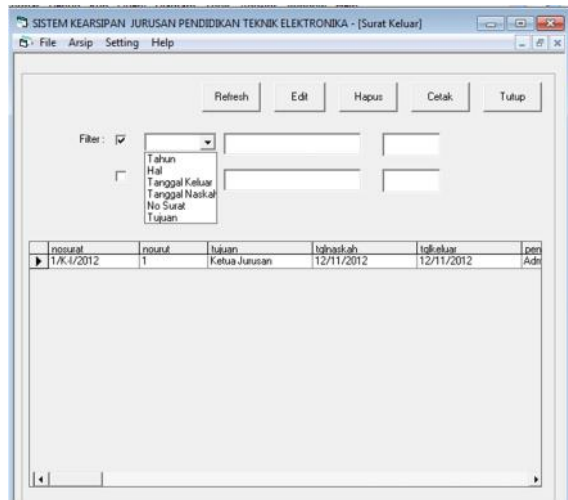 SISTEM KEARSIPAN JURUSAN PENDIDIKAN TEKNIK ELEKTRONIKA - [Surat Keluar]
File Arsip Setting Help
Refresh Edit Hapus Cetak Tutup
Filter :
Tahun
Hal
Tanggal Keluar
Tanggal Naskah
No Surat
Tujuan
nosurat nourut tujuan tglnaskah tglkeluar pen
1/K-I/2012 1 Ketua Jurusan 12/11/2012 12/11/2012 Adm